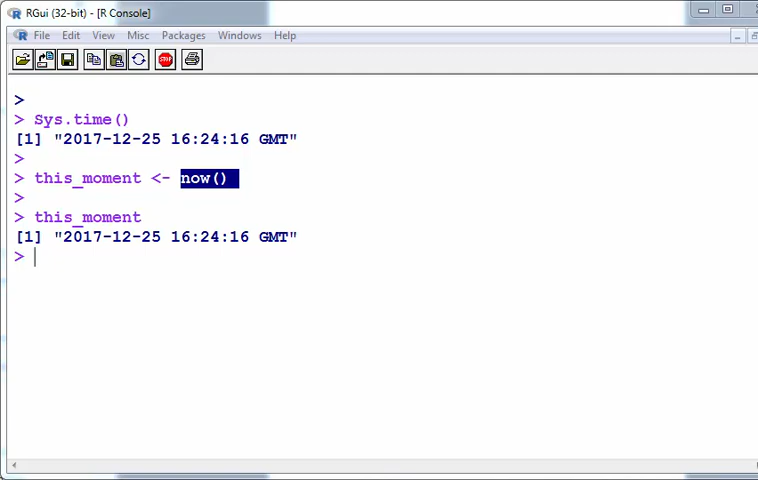 RGui (32-bit) - [R Console]
File Edit View Misc Packages Windows Help
STOP
>
> Sys.time()
[1] "2017-12-25 16:24:16 GMT"
>
> this_moment <- now()
>
> this_moment
[1] "2017-12-25 16:24:16 GMT"
>